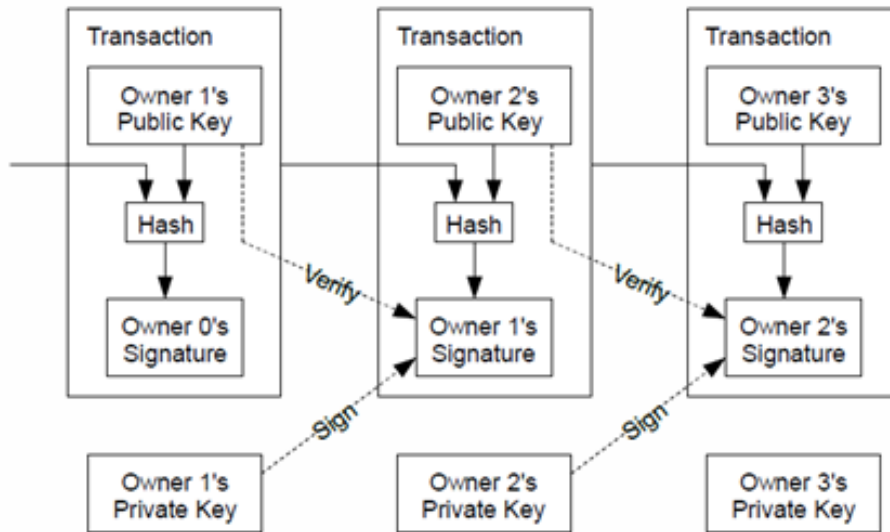 Transaction
Owner 1's
Public Key
Hash
Owner 0's
Signature
Transaction
Owner 2's
Public Key
Hash
Verify
Owner 1's
Signature
Sign
Transaction
Owner 3's
Public Key
Hash
Verify
Owner 2's
Signature
Sign
Owner 1's
Private Key
Owner 2's
Private Key
Owner 3's
Private Key